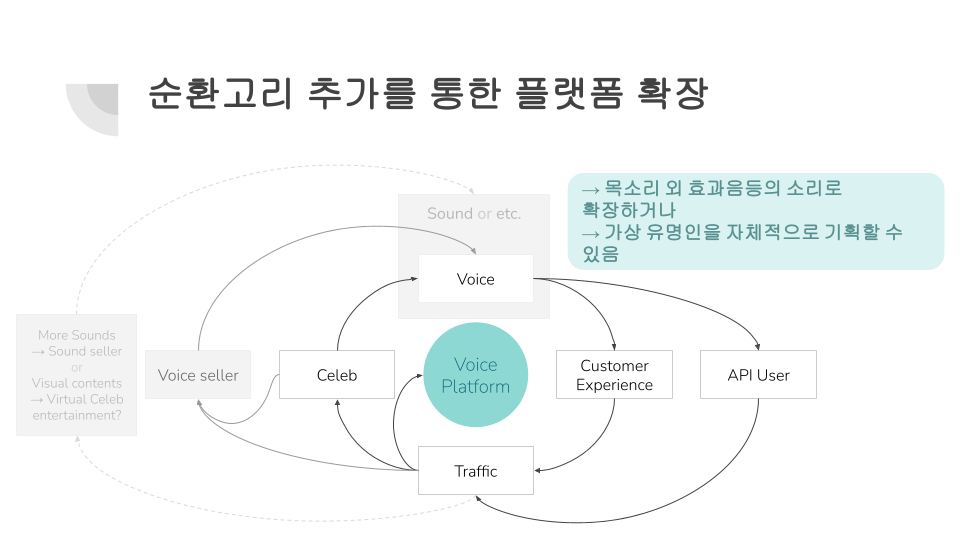 순환고리 추가를 통한 플랫폼 확장
→ 목소리 외 효과음등의 소리로
확장하거나
→ 가상 유명인을 자체적으로 기획할 수
있음
Sound or etc.
Voice
More Sounds
→ Sound seller
or
Visual contents
→ Virtual Celeb
entertainment?
Voice seller
Celeb
Voice
Platform
Customer
Experience
API User
Traffic